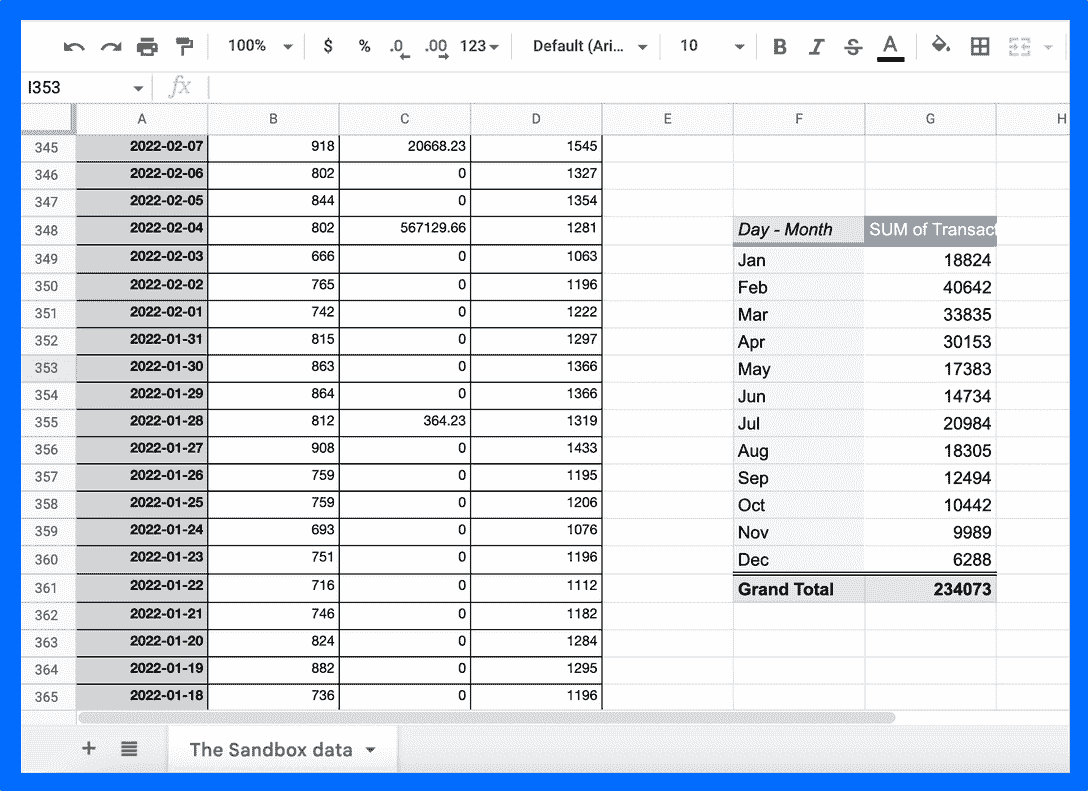 100% $ % .0 .00 123 Default (Ari... 10 B I S A
I353 fx
A B C D E F G H
345 2022-02-07 918 20668.23 1545
346 2022-02-06 802 0 1327
347 2022-02-05 844 0 1354
348 2022-02-04 802 567129.66 1281 Day - Month SUM of Transact
349 2022-02-03 666 0 1063 Jan 18824
350 2022-02-02 765 0 1196 Feb 40642
351 2022-02-01 742 0 1222 Mar 33835
352 2022-01-31 815 0 1297 Apr 30153
353 2022-01-30 863 0 1366 May 17383
354 2022-01-29 864 0 1366 Jun 14734
355 2022-01-28 812 364.23 1319 Jul 20984
356 2022-01-27 908 0 1433 Aug 18305
357 2022-01-26 759 0 1195 Sep 12494
358 2022-01-25 759 0 1206 Oct 10442
359 2022-01-24 693 0 1076 Nov 9989
360 2022-01-23 751 0 1196 Dec 6288
361 2022-01-22 716 0 1112 Grand Total 234073
362 2022-01-21 746 0 1182
363 2022-01-20 824 0 1284
364 2022-01-19 882 0 1295
365 2022-01-18 736 0 1196
+ The Sandbox data